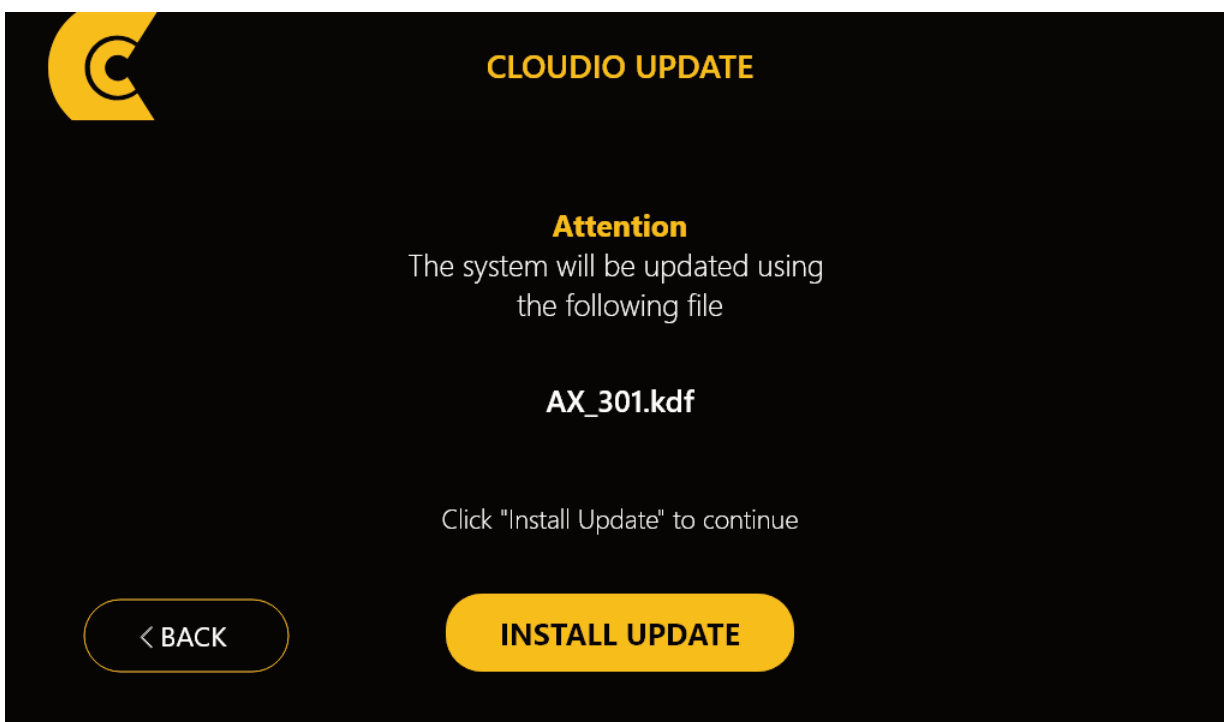 CLOUDIO UPDATE
Attention
The system will be updated using
the following file
AX_301.kdf
Click "Install Update" to continue
< BACK
INSTALL UPDATE